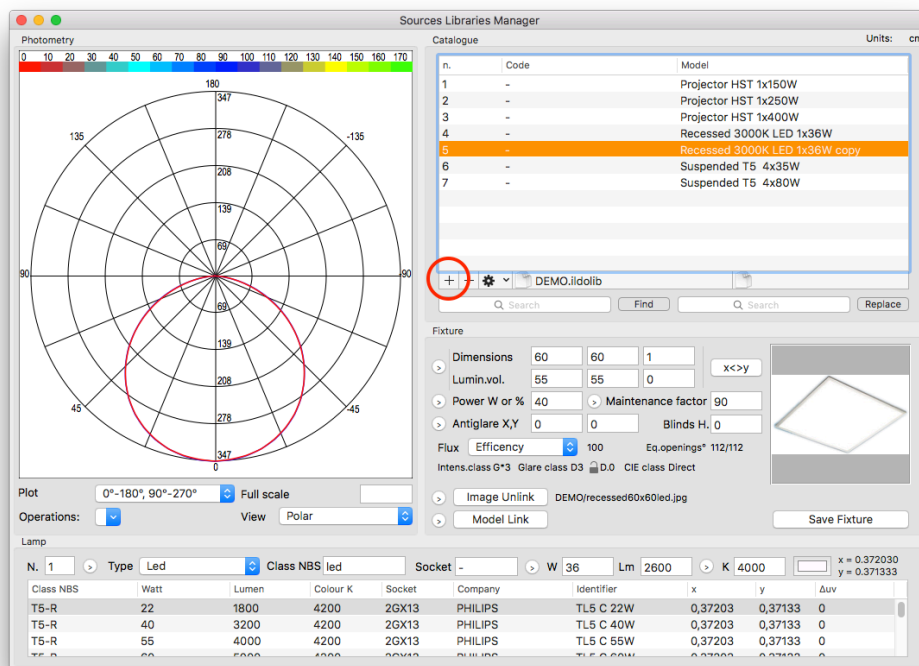 Sources Libraries Manager
Photometry
0 10 20 30 40 50 60 70 80 90 100 110 120 130 140 150 160 170
180
347
135 -135
278
208
139
69
90 -90
69
139
208
45 -45
278
347
0
Plot 0°-180°, 90°-270° Full scale
Operations: View Polar
Catalogue Units: cm
n. Code Model
1 - Projector HST 1x150W
2 - Projector HST 1x250W
3 - Projector HST 1x400W
4 - Recessed 3000K LED 1x36W
5 - Recessed 3000K LED 1x36W copy
6 - Suspended T5 4x35W
7 - Suspended T5 4x80W
+ - DEMO.ildolib
Search Find Search Replace
Fixture
Dimensions 60 60 1 x<>y
Lumin.vol. 55 55 0
Power W or % 40 Maintenance factor 90
Antiglare X,Y 0 0 Blinds H. 0
Flux Efficency 100 Eq.openings* 112/112
Intens.class G*3 Glare class D3 D.0 CIE class Direct
Image Unlink DEMO/recessed60x60led.jpg
Model Link Save Fixture
Lamp
N. 1 Type Led Class NBS led Socket - W 36 Lm 2600 K 4000 x = 0.372030
y = 0.371333
Class NBS Watt Lumen Colour K Socket Company Identifier x y Δuv
T5-R 22 1800 4200 2GX13 PHILIPS TL5 C 22W 0,37203 0,37133 0
T5-R 40 3200 4200 2GX13 PHILIPS TL5 C 40W 0,37203 0,37133 0
T5-R 55 4000 4200 2GX13 PHILIPS TL5 C 55W 0,37203 0,37133 0